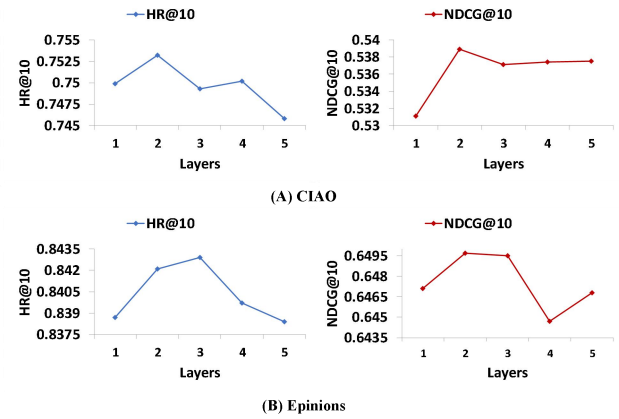 HR@10
NDCG@10
HR@10
0.755
0.7525
0.75
0.7475
0.745
1 2 3 4 5
Layers
NDCG@10
0.54
0.538
0.536
0.534
0.532
0.53
1 2 3 4 5
Layers
(A) CIAO
HR@10
NDCG@10
HR@10
0.8435
0.842
0.8405
0.839
0.8375
1 2 3 4 5
Layers
NDCG@10
0.6495
0.648
0.6465
0.645
0.6435
1 2 3 4 5
Layers
(B) Epinions